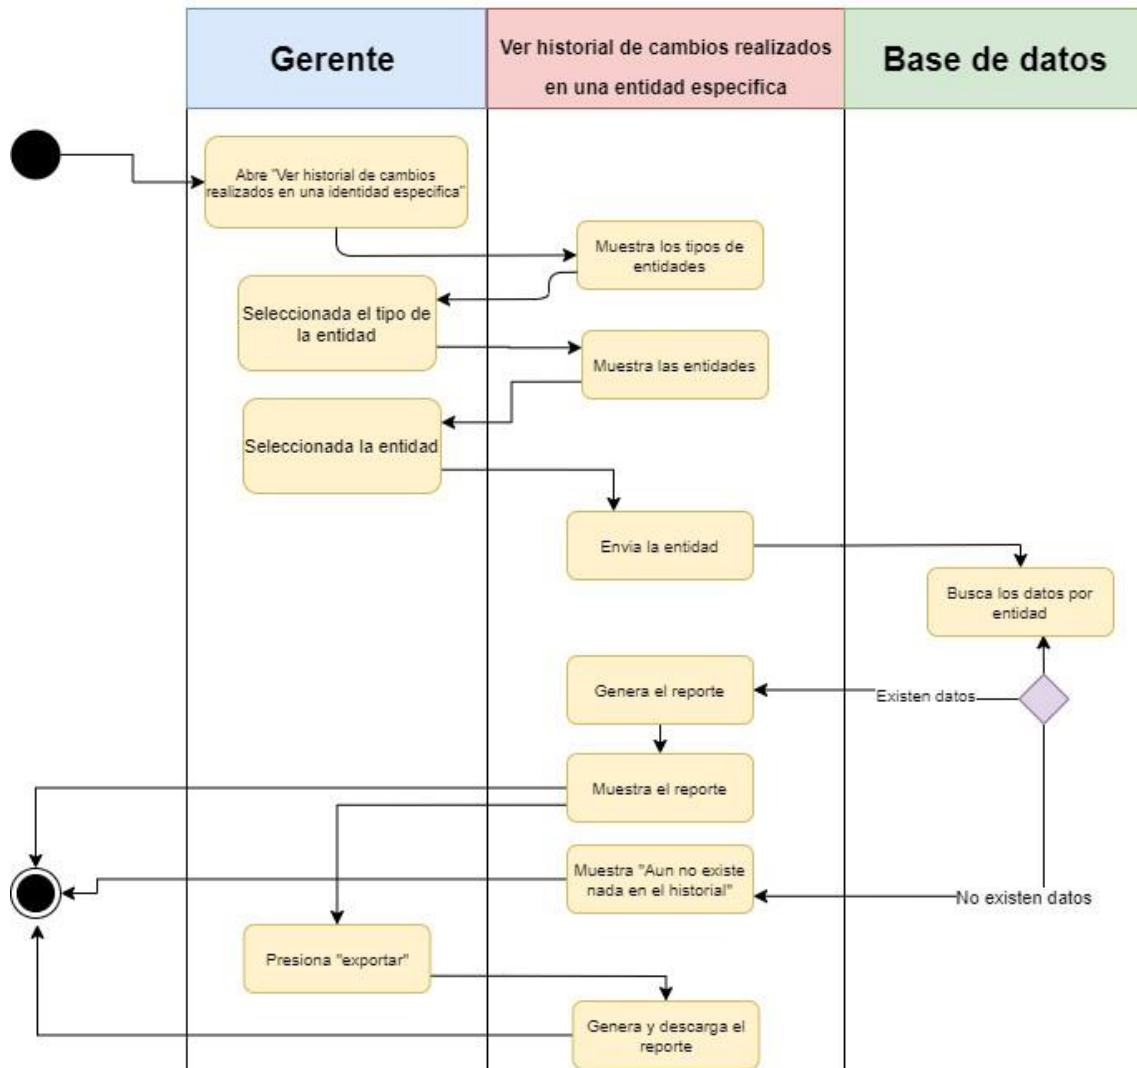 Gerente
Ver historial de cambios realizados
en una entidad especifica
Base de datos
Abre "Ver historial de cambios
realizados en una identidad especifica"
Muestra los tipos de
entidades
Seleccionada el tipo de
la entidad
Muestra las entidades
Seleccionada la entidad
Envia la entidad
Busca los datos por
entidad
Genera el reporte
Existen datos
Muestra el reporte
Muestra "Aun no existe
nada en el historial"
No existen datos
Presiona "exportar"
Genera y descarga el
reporte